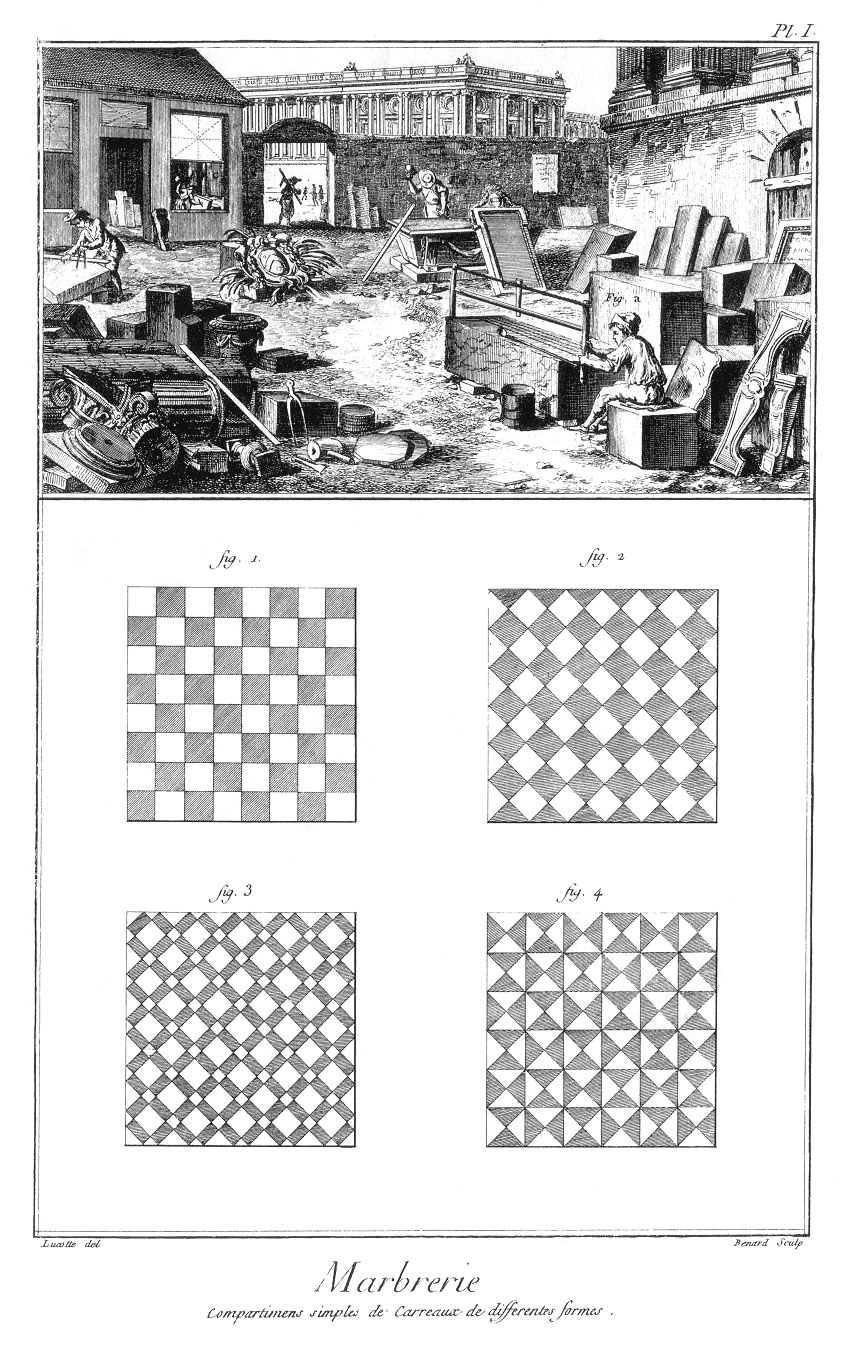 Pl. I.
Fig. a
fig. 1.
fig. 2
fig. 3
fig. 4
Lucotte del
Benard Sculp
Marbrerie
Compartimens simples de Carreaux de differentes formes .